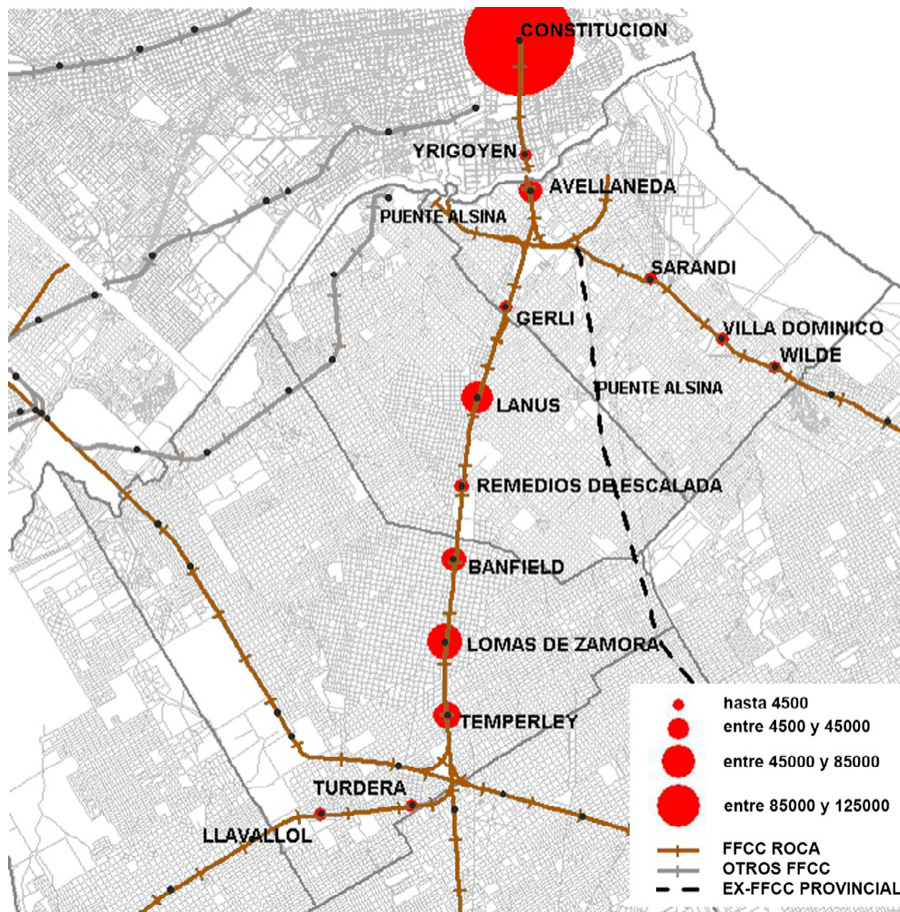 CONSTITUCION
YRIGOYEN
AVELLANEDA
PUENTE ALSINA
SARANDI
GERLI
VILLA DOMINICO
WILDE
PUENTE ALSINA
LANUS
REMEDIOS DE ESCALADA
BANFIELD
LOMAS DE ZAMORA
TEMPERLEY
TURDERA
LLAVALLOL
hasta 4500
entre 4500 y 45000
entre 45000 y 85000
entre 85000 y 125000
FFCC ROCA
OTROS FFCC
EX-FFCC PROVINCIAL